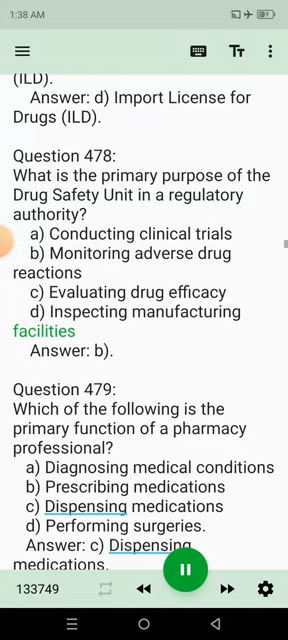 1:38 AM
(ILD).
Answer: d) Import License for
Drugs (ILD).
Question 478:
What is the primary purpose of the
Drug Safety Unit in a regulatory
authority?
a) Conducting clinical trials
b) Monitoring adverse drug
reactions
c) Evaluating drug efficacy
d) Inspecting manufacturing
facilities
Answer: b).
Question 479:
Which of the following is the
primary function of a pharmacy
professional?
a) Diagnosing medical conditions
b) Prescribing medications
c) Dispensing medications
d) Performing surgeries.
Answer: c) Dispensing
medications.
133749